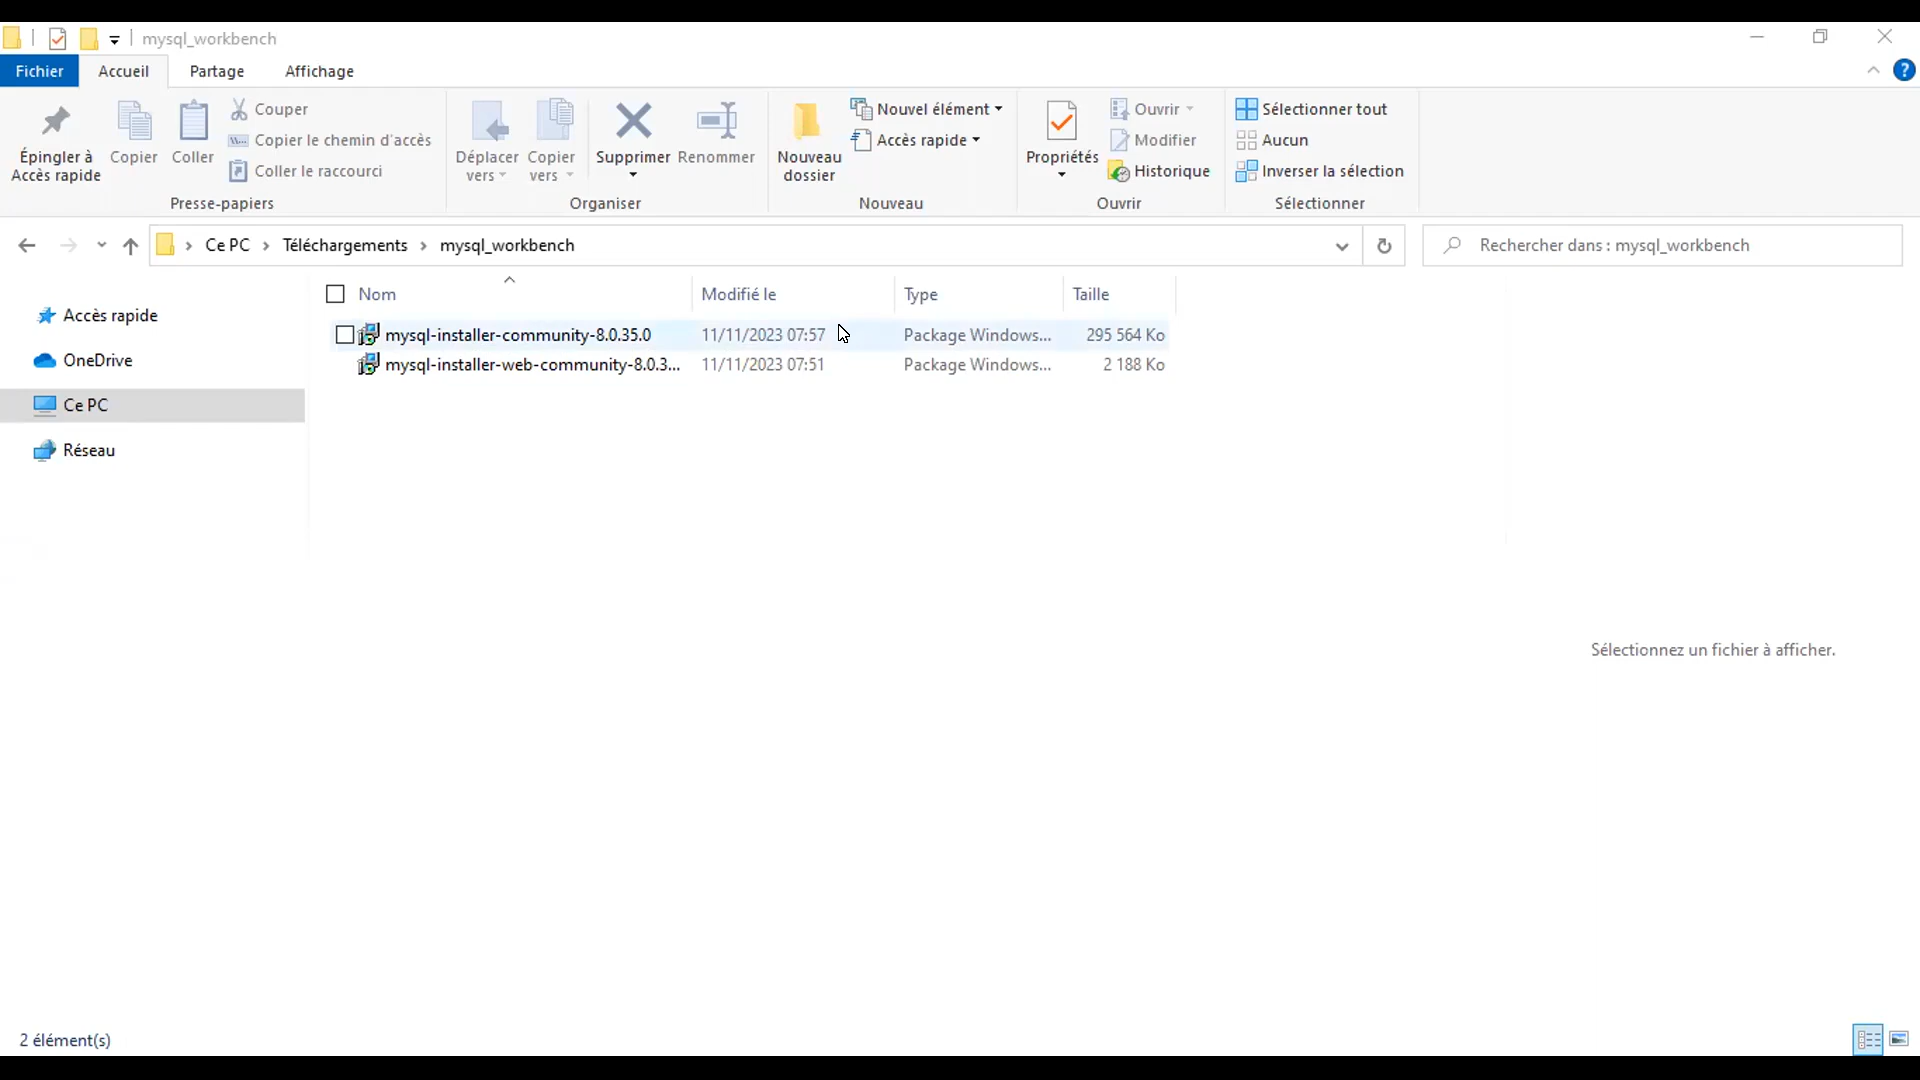 mysql_workbench
Fichier Accueil Partage Affichage
Épingler à Accès rapide
Copier
Coller
Couper
Copier le chemin d'accès
Coller le raccourci
Presse-papiers
Déplacer vers
Copier vers
Supprimer
Renommer
Organiser
Nouveau dossier
Nouvel élément
Accès rapide
Nouveau
Propriétés
Ouvrir
Modifier
Historique
Ouvrir
Sélectionner tout
Aucun
Inverser la sélection
Sélectionner
Ce PC > Téléchargements > mysql_workbench
Rechercher dans : mysql_workbench
Accès rapide
OneDrive
Ce PC
Réseau
Nom Modifié le Type Taille
mysql-installer-community-8.0.35.0 11/11/2023 07:57 Package Windows... 295 564 Ko
mysql-installer-web-community-8.0.3... 11/11/2023 07:51 Package Windows... 2 188 Ko
Sélectionnez un fichier à afficher.
2 élément(s)